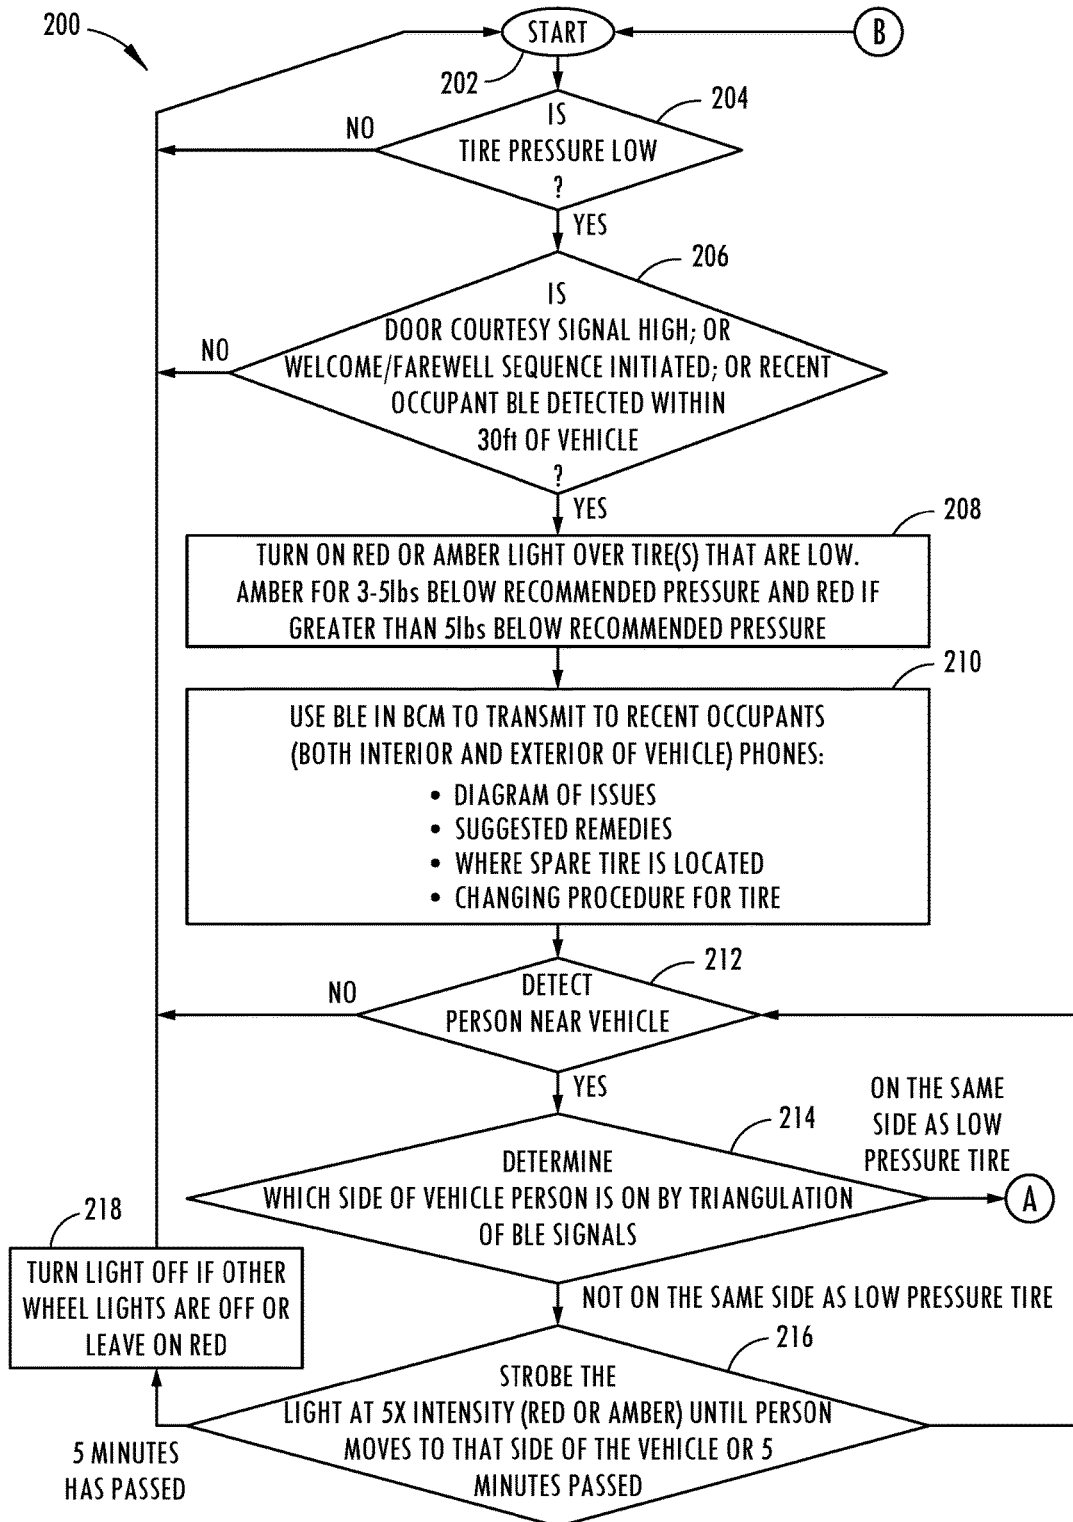 200
START
B
202
204
IS
TIRE PRESSURE LOW
?
NO
YES
206
IS
DOOR COURTESY SIGNAL HIGH; OR
WELCOME/FAREWELL SEQUENCE INITIATED; OR RECENT
OCCUPANT BLE DETECTED WITHIN
30ft OF VEHICLE
?
NO
YES
208
TURN ON RED OR AMBER LIGHT OVER TIRE(S) THAT ARE LOW.
AMBER FOR 3-5lbs BELOW RECOMMENDED PRESSURE AND RED IF
GREATER THAN 5lbs BELOW RECOMMENDED PRESSURE
210
USE BLE IN BCM TO TRANSMIT TO RECENT OCCUPANTS
(BOTH INTERIOR AND EXTERIOR OF VEHICLE) PHONES:
• DIAGRAM OF ISSUES
• SUGGESTED REMEDIES
• WHERE SPARE TIRE IS LOCATED
• CHANGING PROCEDURE FOR TIRE
212
DETECT
PERSON NEAR VEHICLE
NO
YES
214
DETERMINE
WHICH SIDE OF VEHICLE PERSON IS ON BY TRIANGULATION
OF BLE SIGNALS
ON THE SAME
SIDE AS LOW
PRESSURE TIRE
A
NOT ON THE SAME SIDE AS LOW PRESSURE TIRE
216
STROBE THE
LIGHT AT 5X INTENSITY (RED OR AMBER) UNTIL PERSON
MOVES TO THAT SIDE OF THE VEHICLE OR 5
MINUTES PASSED
5 MINUTES
HAS PASSED
218
TURN LIGHT OFF IF OTHER
WHEEL LIGHTS ARE OFF OR
LEAVE ON RED